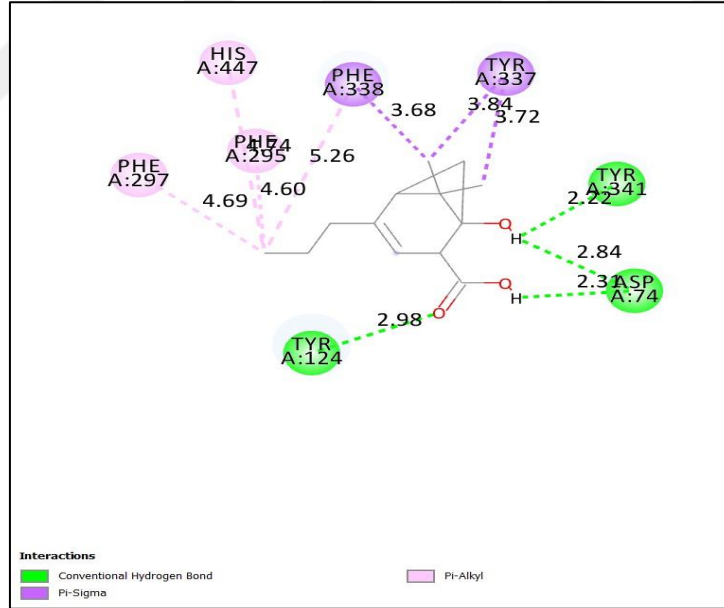 HIS
A:447
PHE
A:338
TYR
A:337
3.68
3.84
3.72
4.74
PHE
A:295
5.26
PHE
A:297
4.69
4.60
TYR
A:341
2.22
O
H
2.84
2.31
ASP
A:74
O
H
O
2.98
TYR
A:124
Interactions
Conventional Hydrogen Bond
Pi-Sigma
Pi-Alkyl